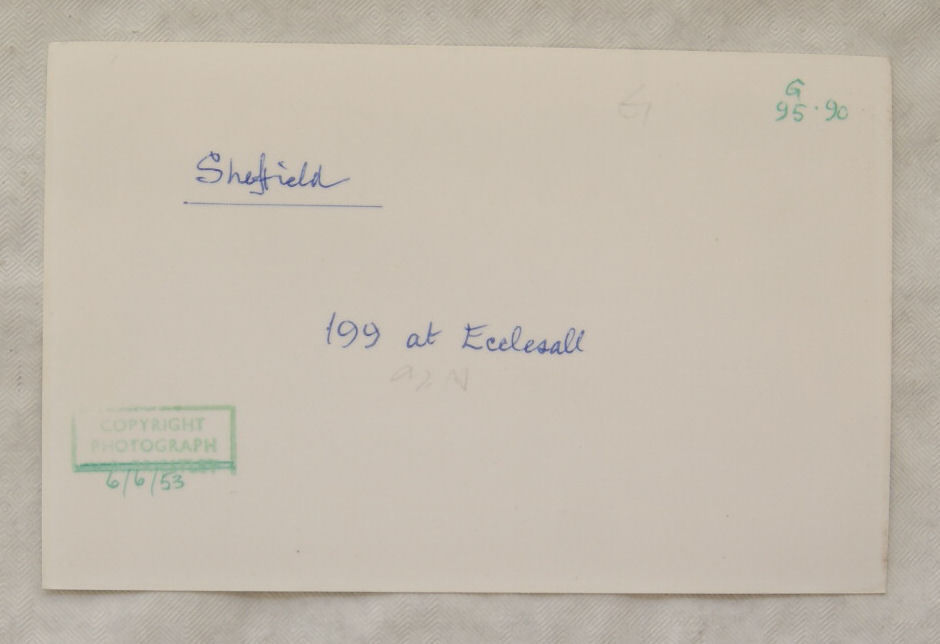 G
95·90
Sheffield
199 at Ecclesall
COPYRIGHT
PHOTOGRAPH
6/6/53